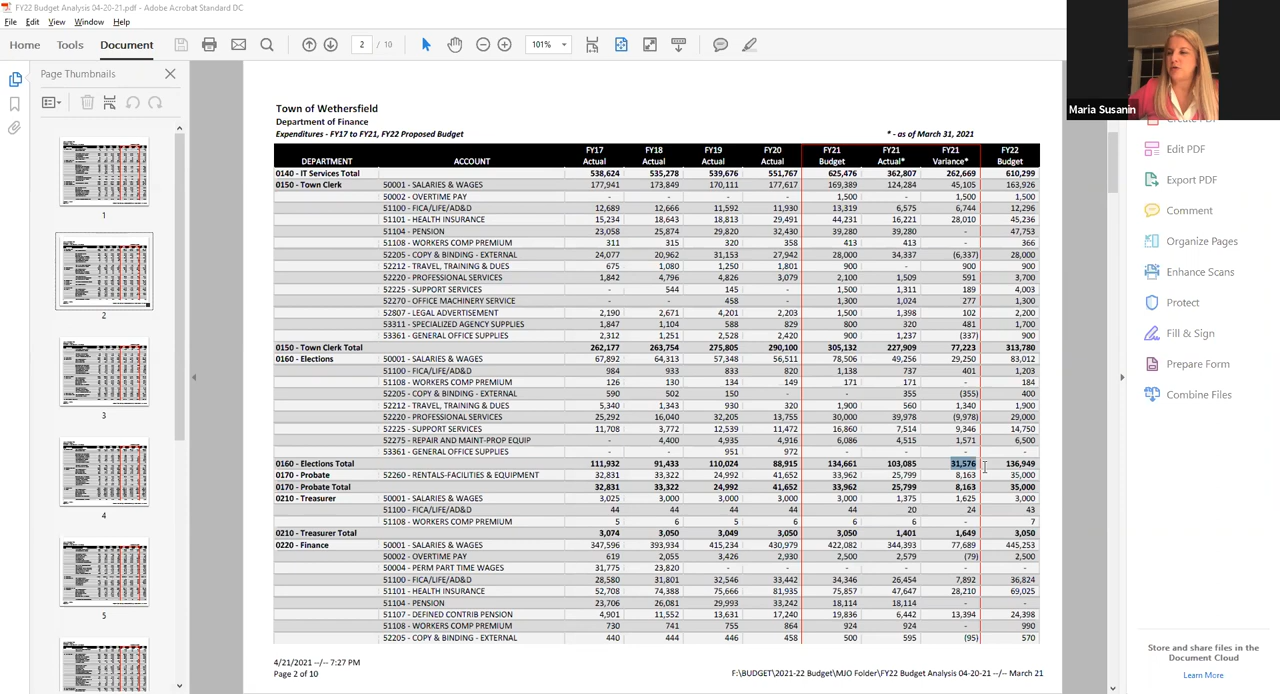 FY22 Budget Analysis 04-20-21.pdf - Adobe Acrobat Standard DC
File Edit View Window Help
Home Tools Document 2 / 10 101%
Page Thumbnails
1
2
3
4
5
Maria Susanin
Create PDF
Edit PDF
Export PDF
Comment
Organize Pages
Enhance Scans
Protect
Fill & Sign
Prepare Form
Combine Files
Store and share files in the
Document Cloud
Learn More
Town of Wethersfield
Department of Finance
Expenditures - FY17 to FY21, FY22 Proposed Budget * - as of March 31, 2021
FY17 FY18 FY19 FY20 FY21 FY21 FY21 FY22
DEPARTMENT ACCOUNT Actual Actual Actual Actual Budget Actual* Variance* Budget
0140 - IT Services Total 538,624 535,278 539,676 551,767 625,476 362,807 262,669 610,299
0150 - Town Clerk 50001 - SALARIES & WAGES 177,941 173,849 170,111 177,617 169,389 124,284 45,105 163,926
50002 - OVERTIME PAY - - - - 1,500 - 1,500 1,500
51100 - FICA/LIFE/AD&D 12,689 12,666 11,592 11,930 13,319 6,575 6,744 12,296
51101 - HEALTH INSURANCE 15,234 18,643 18,813 29,491 44,231 16,221 28,010 45,236
51104 - PENSION 23,058 25,874 29,820 32,430 39,280 39,280 - 47,753
51108 - WORKERS COMP PREMIUM 311 315 320 358 413 413 - 366
52205 - COPY & BINDING - EXTERNAL 24,077 20,962 31,153 27,942 28,000 34,337 (6,337) 28,000
52212 - TRAVEL, TRAINING & DUES 675 1,080 1,250 1,801 900 - 900 900
52220 - PROFESSIONAL SERVICES 1,842 4,796 4,826 3,079 2,100 1,509 591 3,700
52225 - SUPPORT SERVICES - 544 145 - 1,500 1,311 189 4,003
52270 - OFFICE MACHINERY SERVICE - - 458 - 1,300 1,024 277 1,300
52807 - LEGAL ADVERTISEMENT 2,190 2,671 4,201 2,203 1,500 1,398 102 2,200
53311 - SPECIALIZED AGENCY SUPPLIES 1,847 1,104 588 829 800 320 481 1,700
53361 - GENERAL OFFICE SUPPLIES 2,312 1,251 2,528 2,420 900 1,237 (337) 900
0150 - Town Clerk Total 262,177 263,754 275,805 290,100 305,132 227,909 77,223 313,780
0160 - Elections 50001 - SALARIES & WAGES 67,892 64,313 57,348 56,511 78,506 49,256 29,250 83,012
51100 - FICA/LIFE/AD&D 984 933 833 820 1,138 737 401 1,203
51108 - WORKERS COMP PREMIUM 126 130 134 149 171 171 - 184
52205 - COPY & BINDING - EXTERNAL 590 502 150 - - 355 (355) 400
52212 - TRAVEL, TRAINING & DUES 5,340 1,343 930 320 1,900 560 1,340 1,900
52220 - PROFESSIONAL SERVICES 25,292 16,040 32,205 13,755 30,000 39,978 (9,978) 29,000
52225 - SUPPORT SERVICES 11,708 3,772 12,539 11,472 16,860 7,514 9,346 14,750
52275 - REPAIR AND MAINT-PROP EQUIP - 4,400 4,935 4,916 6,086 4,515 1,571 6,500
53361 - GENERAL OFFICE SUPPLIES - - 951 972 - - - -
0160 - Elections Total 111,932 91,433 110,024 88,915 134,661 103,085 31,576 136,949
0170 - Probate 52260 - RENTALS-FACILITIES & EQUIPMENT 32,831 33,322 24,992 41,652 33,962 25,799 8,163 35,000
0170 - Probate Total 32,831 33,322 24,992 41,652 33,962 25,799 8,163 35,000
0210 - Treasurer 50001 - SALARIES & WAGES 3,025 3,000 3,000 3,000 3,000 1,375 1,625 3,000
51100 - FICA/LIFE/AD&D 44 44 44 44 44 20 24 43
51108 - WORKERS COMP PREMIUM 5 6 5 6 6 6 - 7
0210 - Treasurer Total 3,074 3,050 3,049 3,050 3,050 1,401 1,649 3,050
0220 - Finance 50001 - SALARIES & WAGES 347,596 393,934 415,234 430,979 422,082 344,393 77,689 445,253
50002 - OVERTIME PAY 619 2,055 3,426 2,930 2,500 2,579 (79) 2,500
50004 - PERM PART TIME WAGES 31,775 23,820 - - - - - -
51100 - FICA/LIFE/AD&D 28,580 31,801 32,546 33,442 34,346 26,454 7,892 36,824
51101 - HEALTH INSURANCE 52,708 74,388 75,666 81,935 75,857 47,647 28,210 69,025
51104 - PENSION 23,706 26,081 29,993 33,242 18,114 18,114 - -
51107 - DEFINED CONTRIB PENSION 4,901 11,552 13,631 17,240 19,836 6,442 13,394 24,398
51108 - WORKERS COMP PREMIUM 730 741 755 864 924 924 - 990
52205 - COPY & BINDING - EXTERNAL 440 444 446 458 500 595 (95) 570
4/21/2021 --/-- 7:27 PM
Page 2 of 10 F:\BUDGET\2021-22 Budget\MJO Folder\FY22 Budget Analysis 04-20-21 --/-- March 21